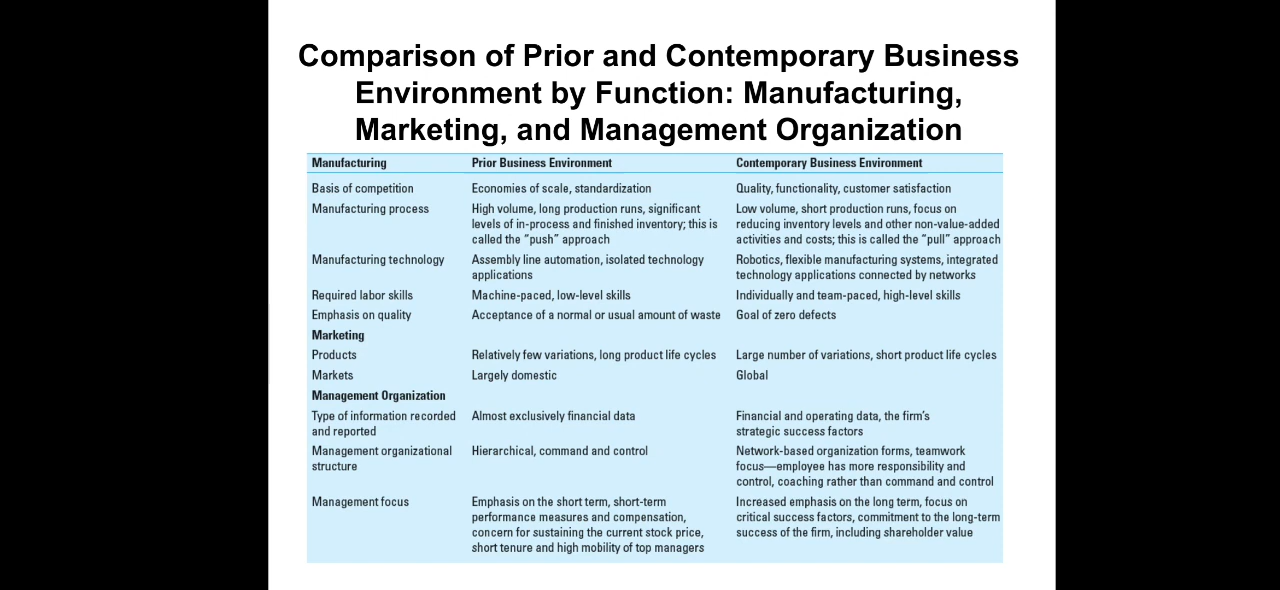 Comparison of Prior and Contemporary Business
Environment by Function: Manufacturing,
Marketing, and Management Organization
Manufacturing Prior Business Environment Contemporary Business Environment
Basis of competition Economies of scale, standardization Quality, functionality, customer satisfaction
Manufacturing process High volume, long production runs, significant Low volume, short production runs, focus on
levels of in-process and finished inventory; this is reducing inventory levels and other non-value-added
called the “push” approach activities and costs; this is called the “pull” approach
Manufacturing technology Assembly line automation, isolated technology Robotics, flexible manufacturing systems, integrated
applications technology applications connected by networks
Required labor skills Machine-paced, low-level skills Individually and team-paced, high-level skills
Emphasis on quality Acceptance of a normal or usual amount of waste Goal of zero defects
Marketing
Products Relatively few variations, long product life cycles Large number of variations, short product life cycles
Markets Largely domestic Global
Management Organization
Type of information recorded Almost exclusively financial data Financial and operating data, the firm’s
and reported strategic success factors
Management organizational Hierarchical, command and control Network-based organization forms, teamwork
structure focus—employee has more responsibility and
control, coaching rather than command and control
Management focus Emphasis on the short term, short-term Increased emphasis on the long term, focus on
performance measures and compensation, critical success factors, commitment to the long-term
concern for sustaining the current stock price, success of the firm, including shareholder value
short tenure and high mobility of top managers